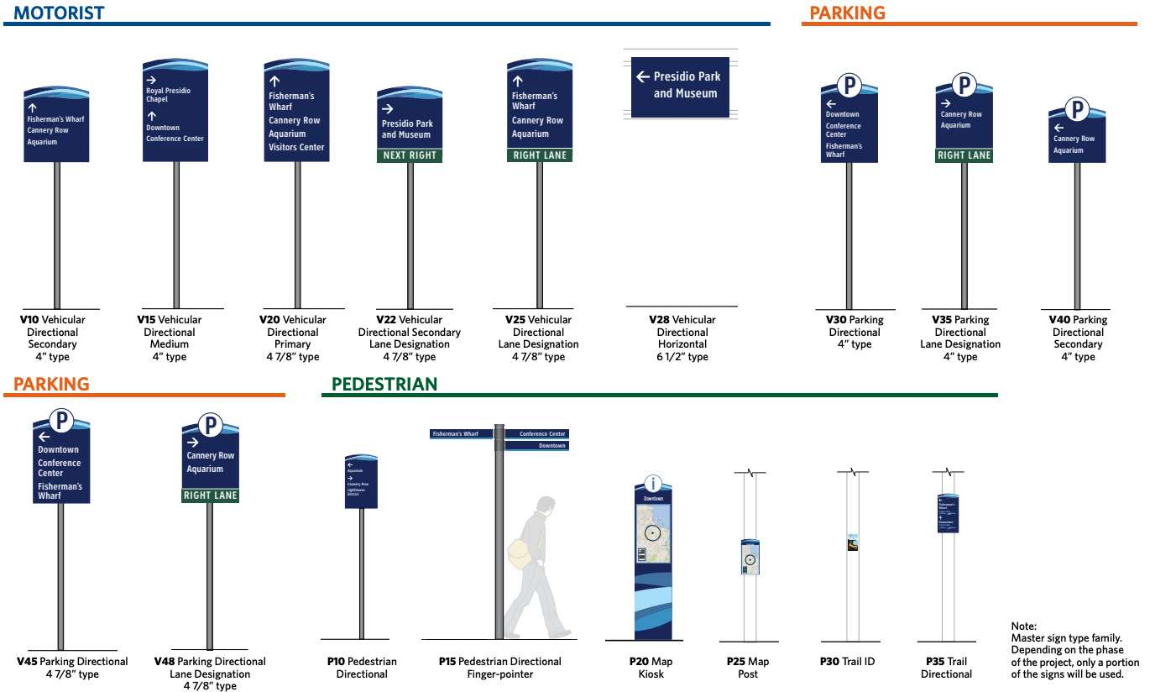 MOTORIST
PARKING
↑
Fisherman's Wharf
Cannery Row
Aquarium
→
Royal Presidio
Chapel
↑
Downtown
Conference Center
↑
Fisherman's
Wharf
Cannery Row
Aquarium
Visitors Center
→
Presidio Park
and Museum
NEXT RIGHT
↑
Fisherman's
Wharf
Cannery Row
Aquarium
RIGHT LANE
← Presidio Park
and Museum
P
←
Downtown
Conference
Center
Fisherman's
Wharf
P
→
Cannery Row
Aquarium
RIGHT LANE
P
←
Cannery Row
Aquarium
V10 Vehicular
Directional
Secondary
4" type
V15 Vehicular
Directional
Medium
4" type
V20 Vehicular
Directional
Primary
4 7/8" type
V22 Vehicular
Directional Secondary
Lane Designation
4 7/8" type
V25 Vehicular
Directional
Lane Designation
4 7/8" type
V28 Vehicular
Directional
Horizontal
6 1/2" type
V30 Parking
Directional
4" type
V35 Parking
Directional
Lane Designation
4" type
V40 Parking
Directional
Secondary
4" type
PARKING
PEDESTRIAN
P
←
Downtown
Conference
Center
Fisherman's
Wharf
P
→
Cannery Row
Aquarium
RIGHT LANE
←
Aquarium
→
Cannery Row
Fisherman's Wharf
Conference Center
Downtown
i
Downtown
V45 Parking Directional
4 7/8" type
V48 Parking Directional
Lane Designation
4 7/8" type
P10 Pedestrian
Directional
P15 Pedestrian Directional
Finger-pointer
P20 Map
Kiosk
P25 Map
Post
P30 Trail ID
P35 Trail
Directional
Note:
Master sign type family.
Depending on the phase
of the project, only a portion
of the signs will be used.